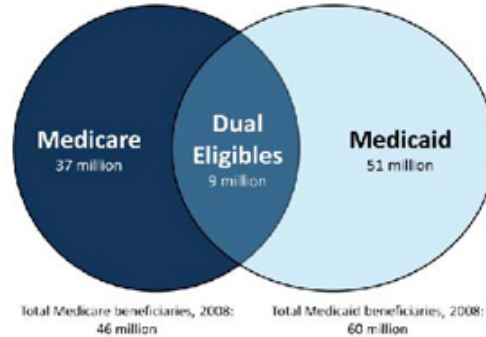 Medicare
37 million
Dual
Eligibles
9 million
Medicaid
51 million
Total Medicare beneficiaries, 2008:
46 million
Total Medicaid beneficiaries, 2008:
60 million